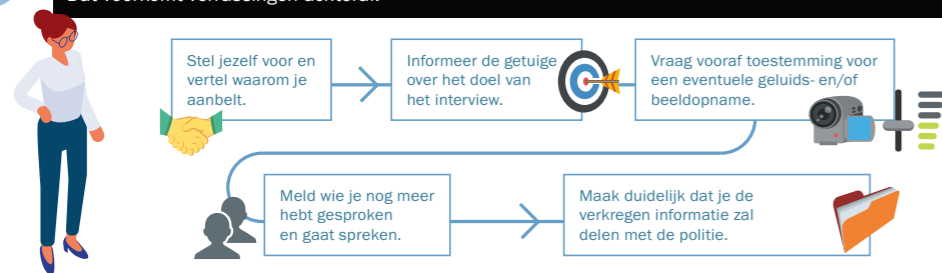 Stel jezelf voor en
vertel waarom je
aanbelt.
Informeer de getuige
over het doel van
het interview.
Vraag vooraf toestemming voor
een eventuele geluids- en/of
beeldopname.
Meld wie je nog meer
hebt gesproken
en gaat spreken.
Maak duidelijk dat je de
verkregen informatie zal
delen met de politie.